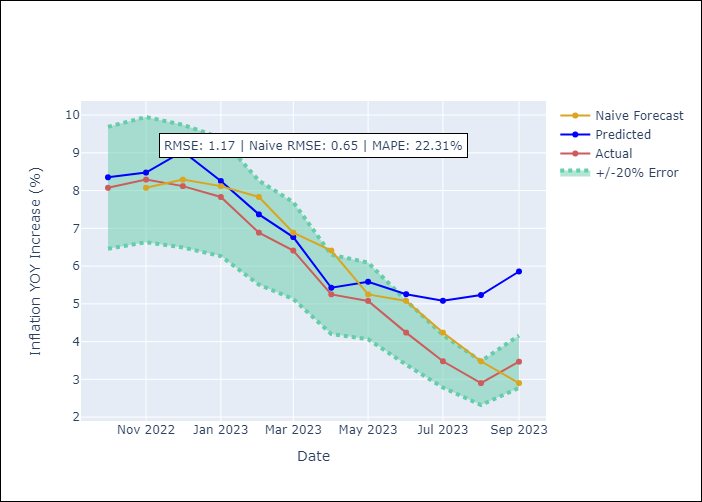 RMSE: 1.17 | Naive RMSE: 0.65 | MAPE: 22.31%
Naive Forecast
Predicted
Actual
+/-20% Error
Inflation YOY Increase (%)
10
9
8
7
6
5
4
3
2
Nov 2022
Jan 2023
Mar 2023
May 2023
Jul 2023
Sep 2023
Date